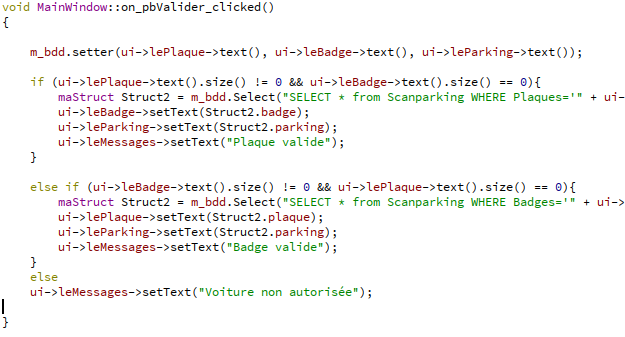 void MainWindow::on_pbValider_clicked()
{
m_bdd.setter(ui->lePlaque->text(), ui->leBadge->text(), ui->leParking->text());
if (ui->lePlaque->text().size() != 0 && ui->leBadge->text().size() == 0){
maStruct Struct2 = m_bdd.Select("SELECT * from Scanparking WHERE Plaques='" + ui-
ui->leBadge->setText(Struct2.badge);
ui->leParking->setText(Struct2.parking);
ui->leMessages->setText("Plaque valide");
}
else if (ui->leBadge->text().size() != 0 && ui->lePlaque->text().size() == 0){
maStruct Struct2 = m_bdd.Select("SELECT * from Scanparking WHERE Badges='" + ui->
ui->lePlaque->setText(Struct2.plaque);
ui->leParking->setText(Struct2.parking);
ui->leMessages->setText("Badge valide");
}
else
ui->leMessages->setText("Voiture non autorisée");
}